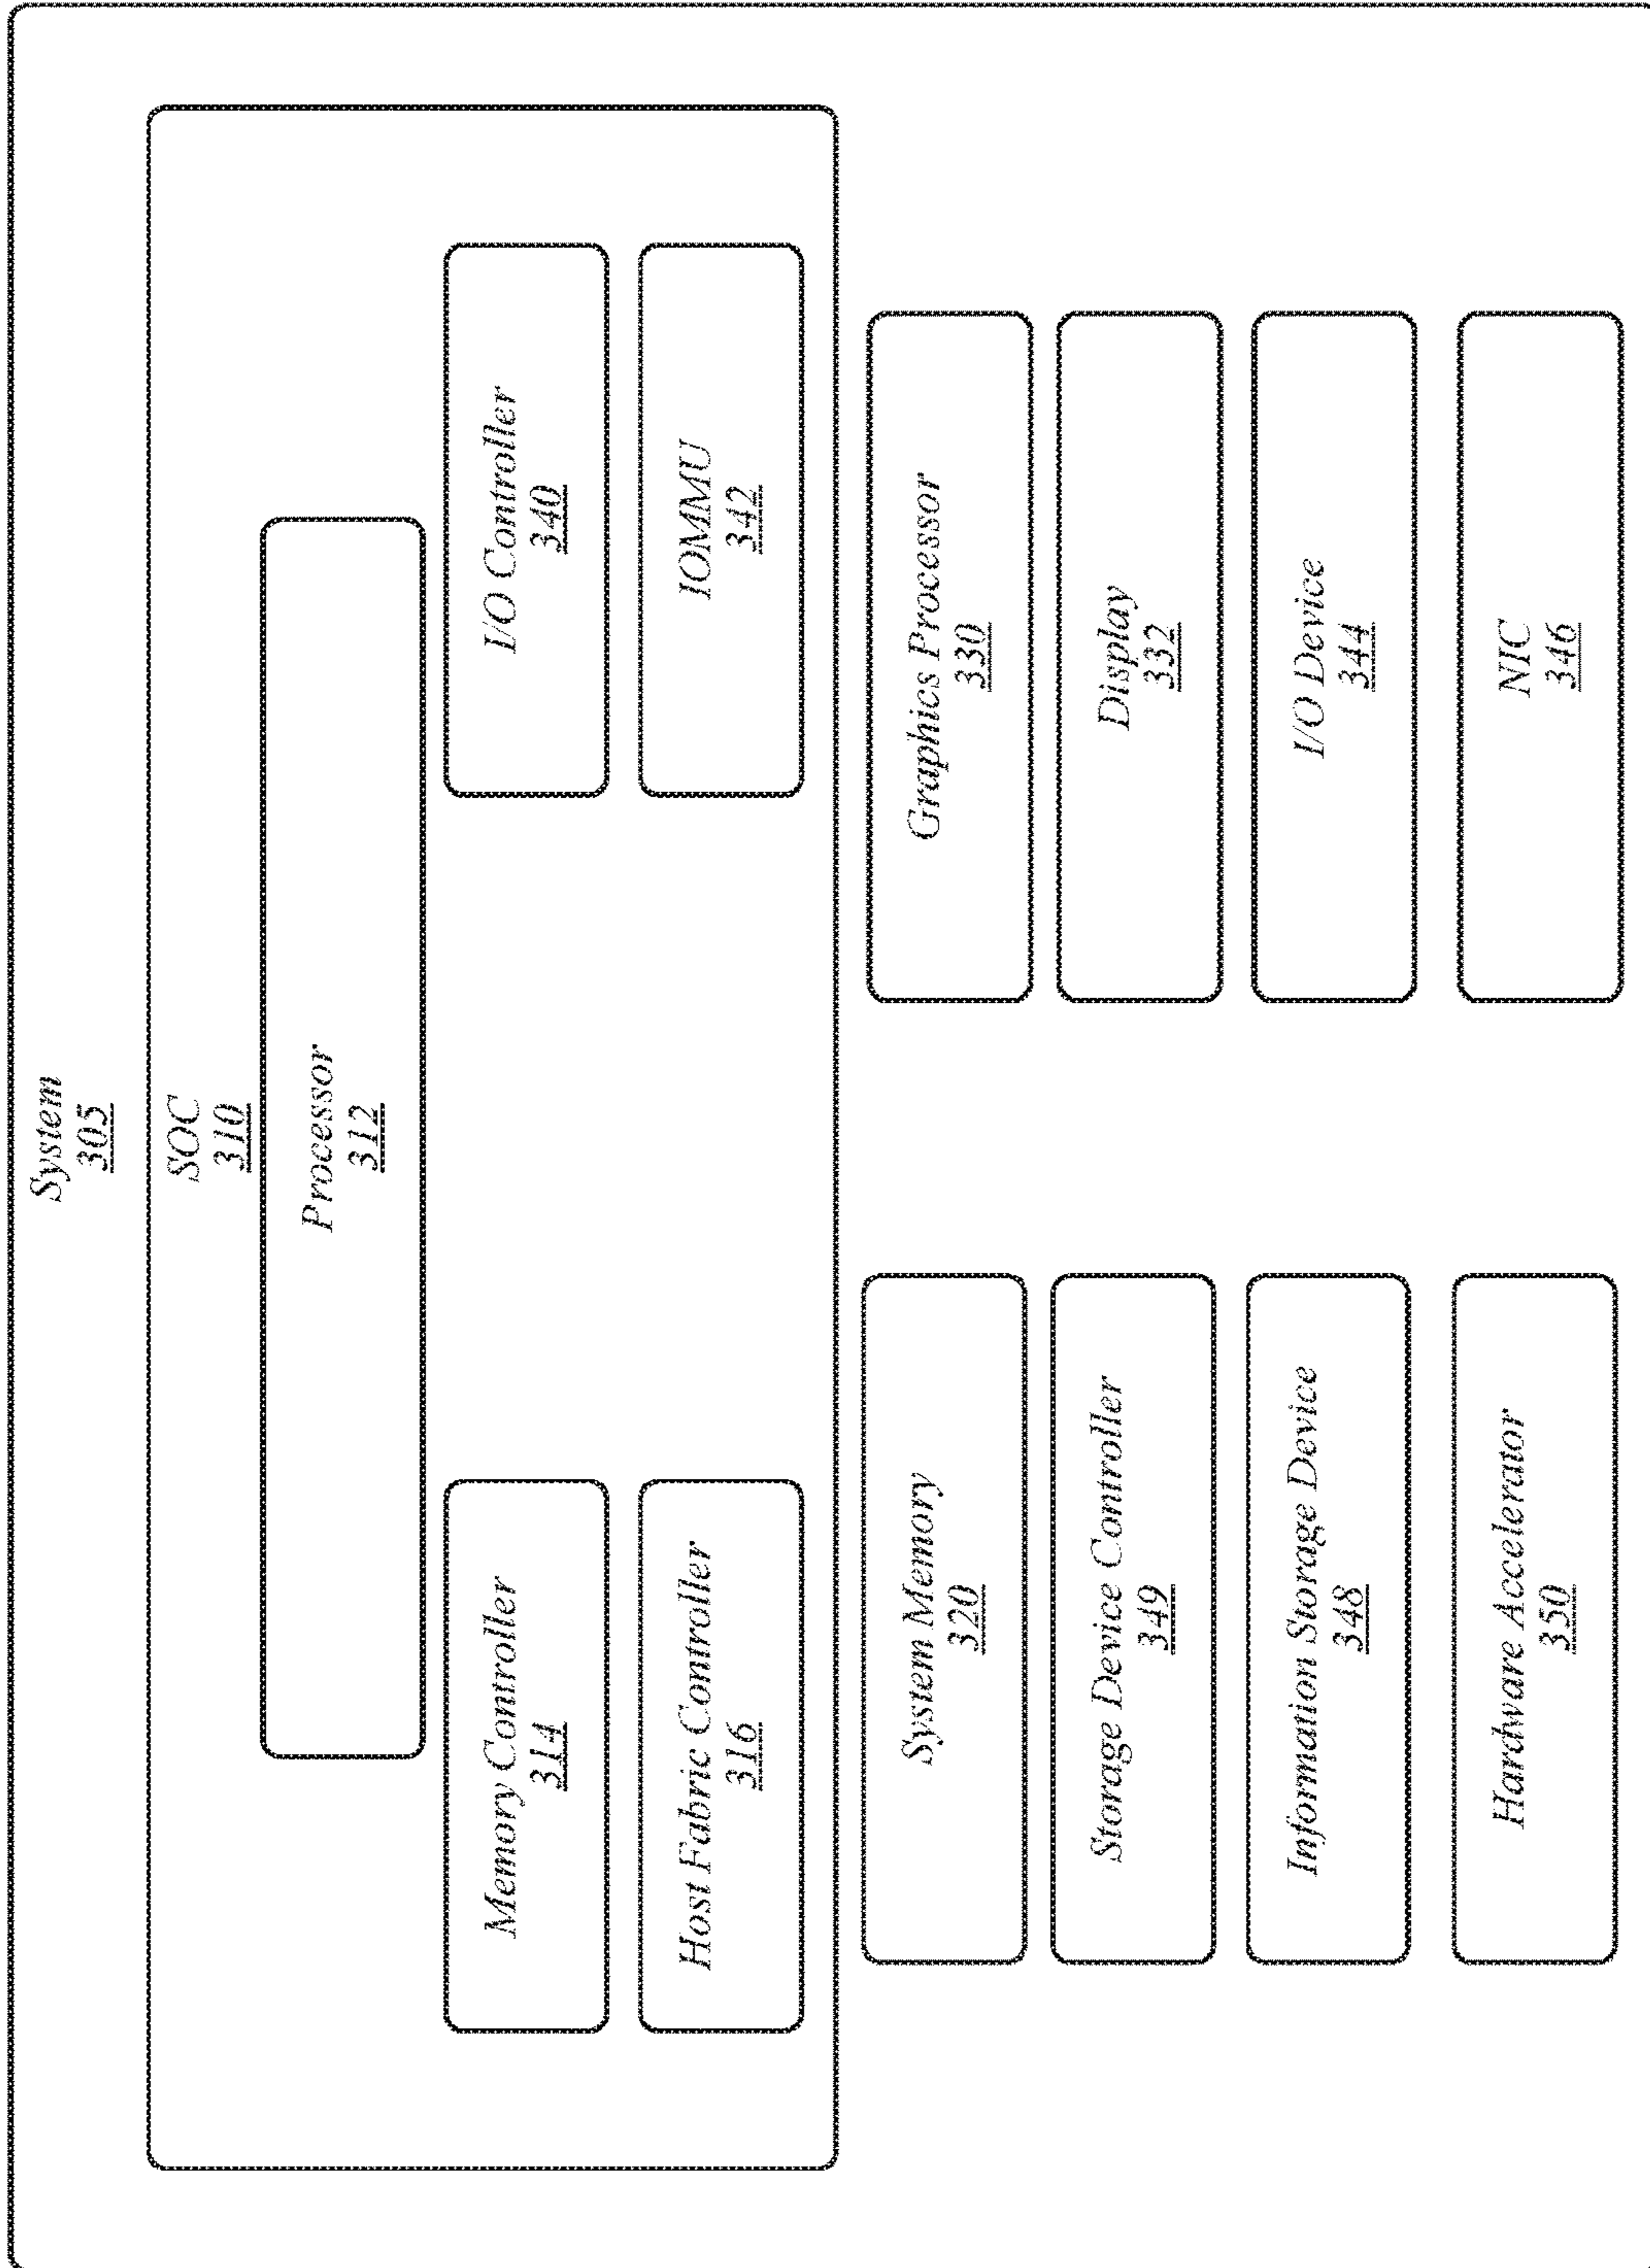 System
305
SOC
310
Processor
312
Memory Controller
314
I/O Controller
340
Host Fabric Controller
316
IOMMU
342
System Memory
320
Graphics Processor
330
Storage Device Controller
349
Display
332
Information Storage Device
348
I/O Device
344
Hardware Accelerator
350
NIC
346